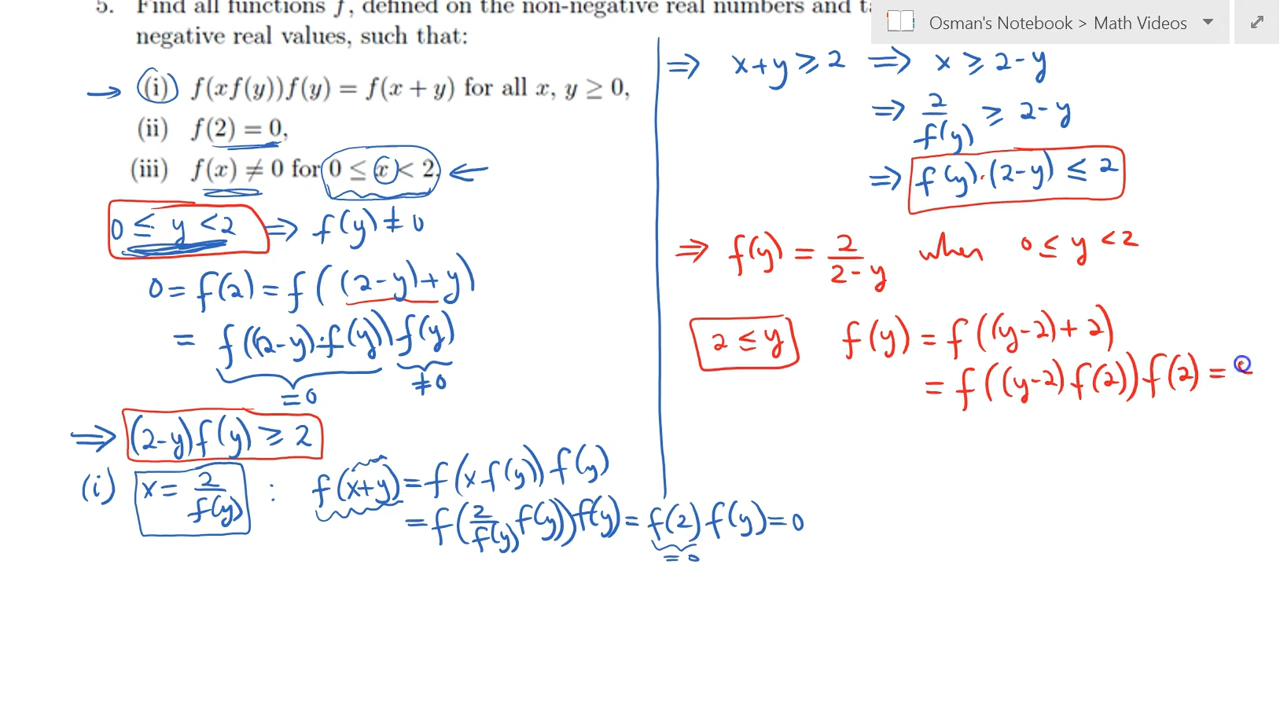 5. Find all functions f, defined on the non-negative real numbers and
negative real values, such that:
→ (i) f(xf(y))f(y) = f(x + y) for all x, y ≥ 0,
(ii) f(2) = 0,
(iii) f(x) ≠ 0 for 0 ≤ x < 2. ←
0 ≤ y < 2 ⇒ f(y) ≠ 0
0 = f(2) = f((2-y)+y)
= f((2-y)·f(y)) f(y)
=0 ≠0
⇒ (2-y)f(y) ≥ 2
(i) x = 2/f(y) : f(x+y) = f(x f(y)) f(y)
= f(2/f(y) f(y)) f(y) = f(2) f(y) = 0
=0
Osman's Notebook > Math Videos
⇒ x+y ≥ 2 ⇒ x ≥ 2-y
⇒ 2/f(y) ≥ 2-y
⇒ f(y)·(2-y) ≤ 2
⇒ f(y) = 2/(2-y) when 0 ≤ y < 2
2 ≤ y f(y) = f((y-2)+2)
= f((y-2)f(2)) f(2) = 0